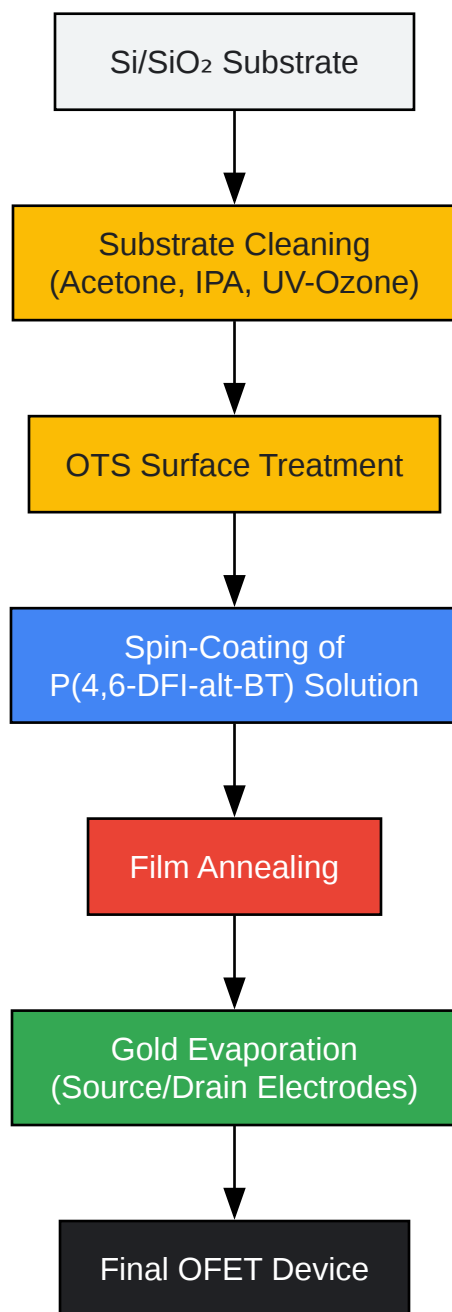 Si/SiO₂ Substrate
Substrate Cleaning
(Acetone, IPA, UV-Ozone)
OTS Surface Treatment
Spin-Coating of
P(4,6-DFI-alt-BT) Solution
Film Annealing
Gold Evaporation
(Source/Drain Electrodes)
Final OFET Device